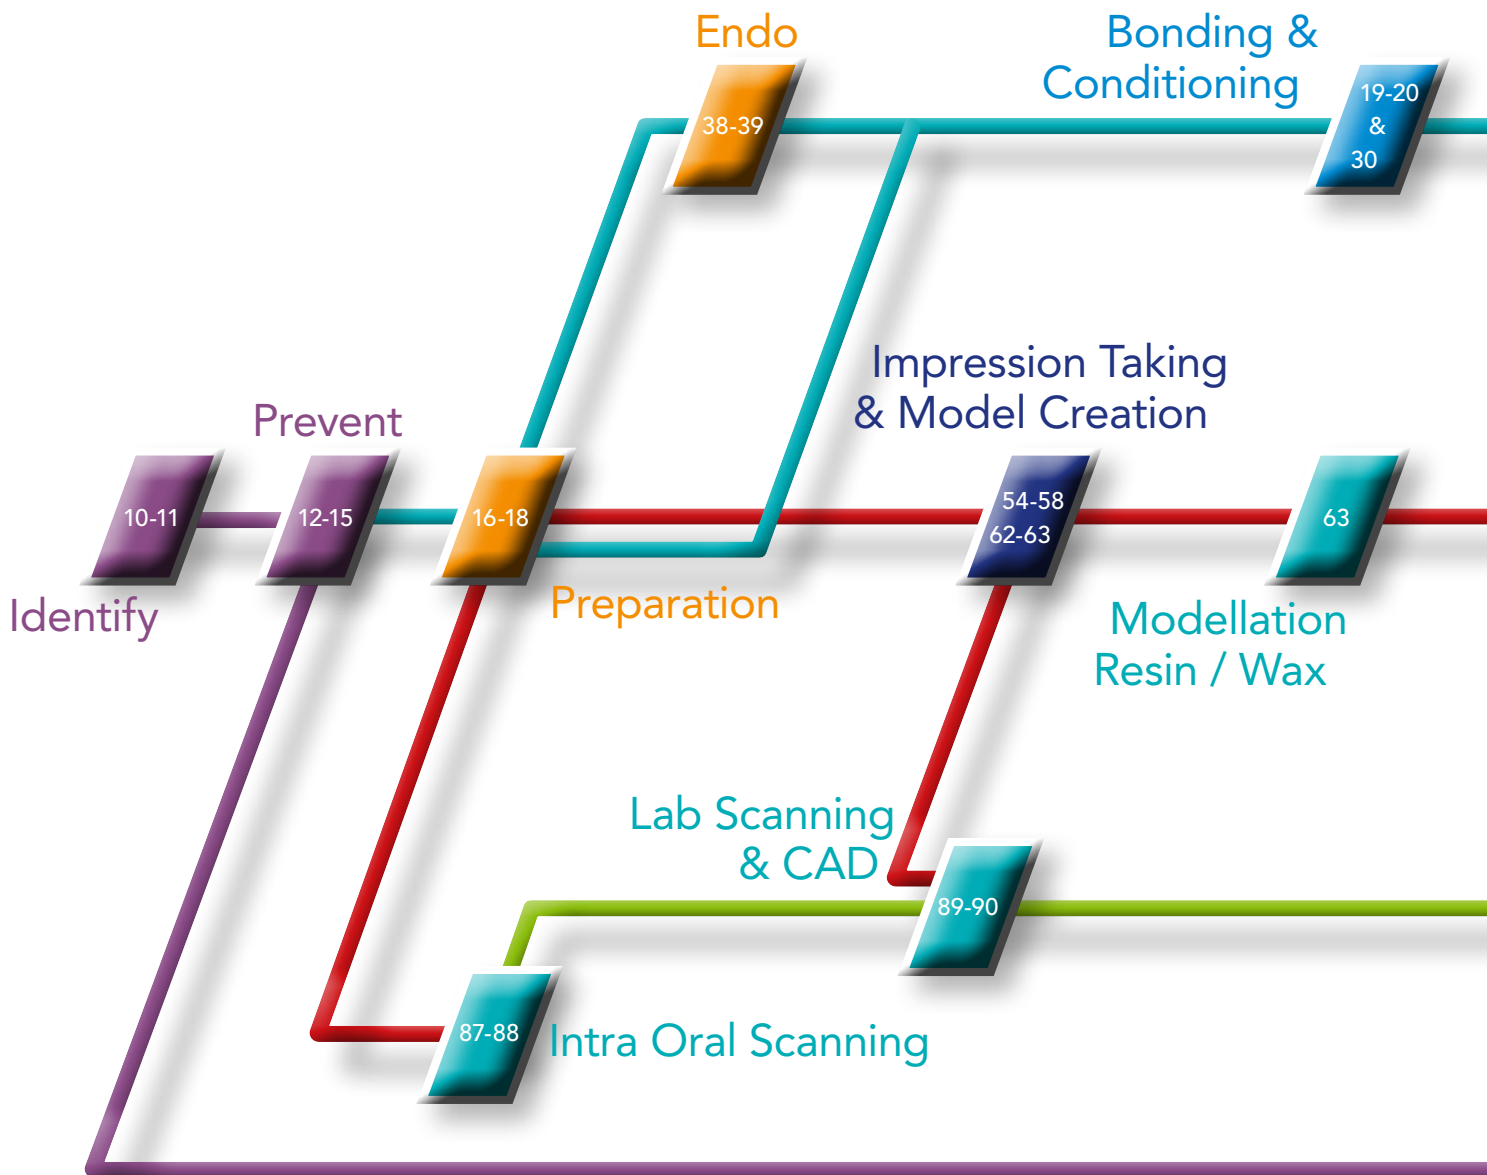 Endo
38-39
Bonding &
Conditioning
19-20
&
30
Impression Taking
& Model Creation
54-58
62-63
Prevent
10-11
12-15
16-18
63
Identify
Preparation
Modellation
Resin / Wax
Lab Scanning
& CAD
89-90
87-88
Intra Oral Scanning